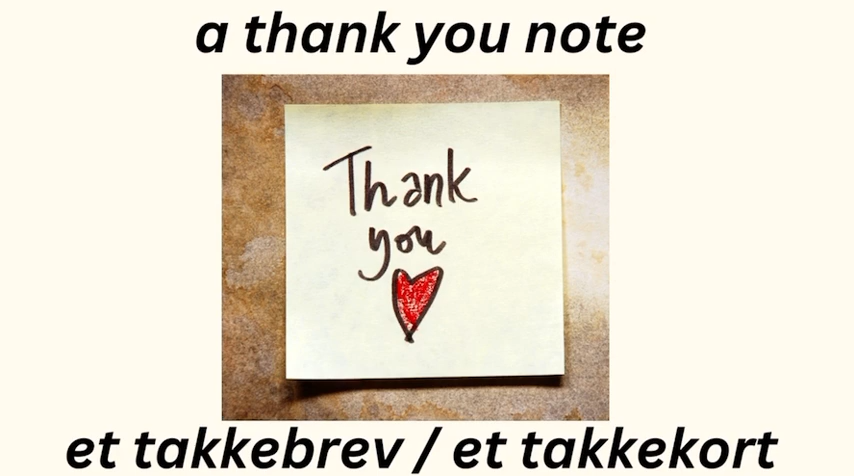 a thank you note
Thank
you
et takkebrev / et takkekort